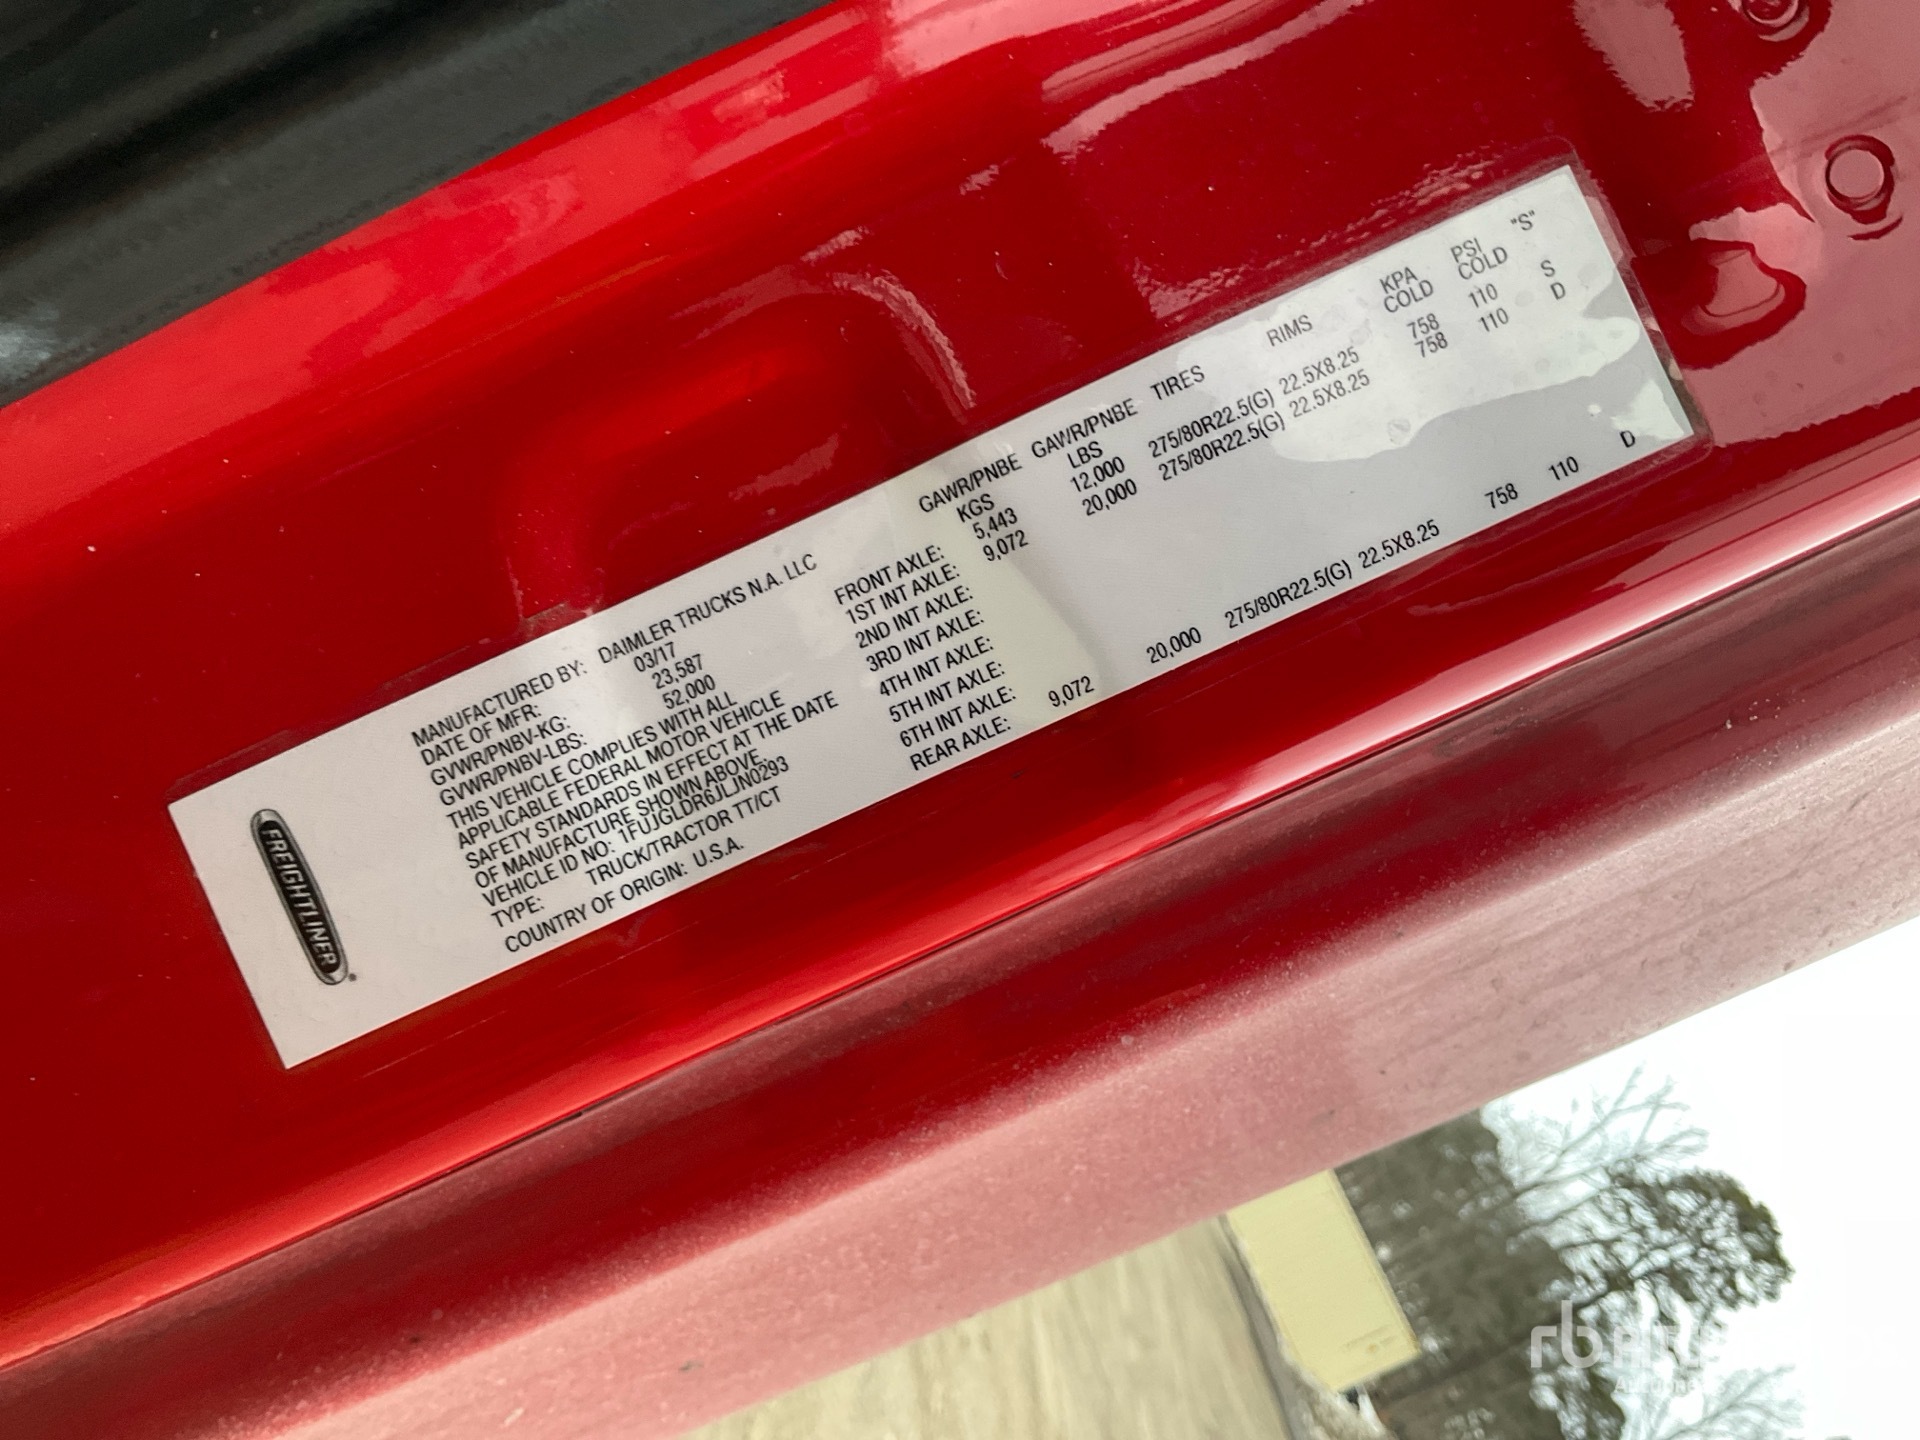 FREIGHTLINER
MANUFACTURED BY: DAIMLER TRUCKS N.A. LLC
DATE OF MFR: 03/17
GVWR/PNBV-KG: 23,587
GVWR/PNBV-LBS: 52,000
THIS VEHICLE COMPLIES WITH ALL
APPLICABLE FEDERAL MOTOR VEHICLE
SAFETY STANDARDS IN EFFECT AT THE DATE
OF MANUFACTURE SHOWN ABOVE.
VEHICLE ID NO: 1FUJGLDR6JLJN0293
TYPE: TRUCK/TRACTOR TT/CT
COUNTRY OF ORIGIN: U.S.A.
GAWR/PNBE GAWR/PNBE TIRES RIMS KPA PSI "S"
KGS LBS COLD COLD
FRONT AXLE: 5,443 12,000 275/80R22.5(G) 22.5X8.25 758 110 S
1ST INT AXLE: 9,072 20,000 275/80R22.5(G) 22.5X8.25 758 110 D
2ND INT AXLE:
3RD INT AXLE:
4TH INT AXLE:
5TH INT AXLE:
6TH INT AXLE:
REAR AXLE: 9,072 20,000 275/80R22.5(G) 22.5X8.25 758 110 D